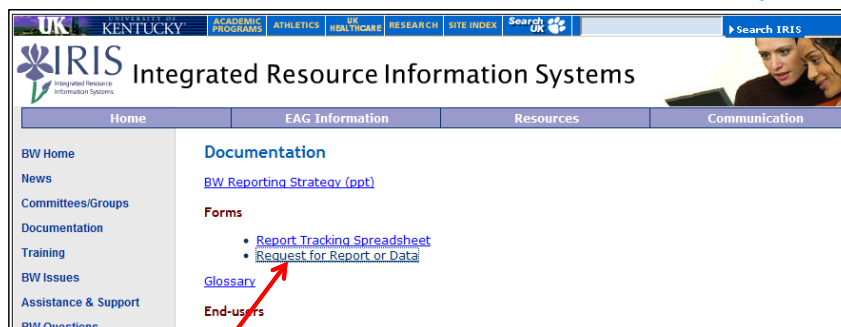 UK UNIVERSITY OF KENTUCKY ACADEMIC PROGRAMS ATHLETICS UK HEALTHCARE RESEARCH SITE INDEX Search UK Search IRIS
IRIS Integrated Resource Information Systems
Integrated Resource Information Systems
Home EAG Information Resources Communication
BW Home
News
Committees/Groups
Documentation
Training
BW Issues
Assistance & Support
BW Questions
Documentation
BW Reporting Strategy (ppt)
Forms
• Report Tracking Spreadsheet
• Request for Report or Data
Glossary
End-users